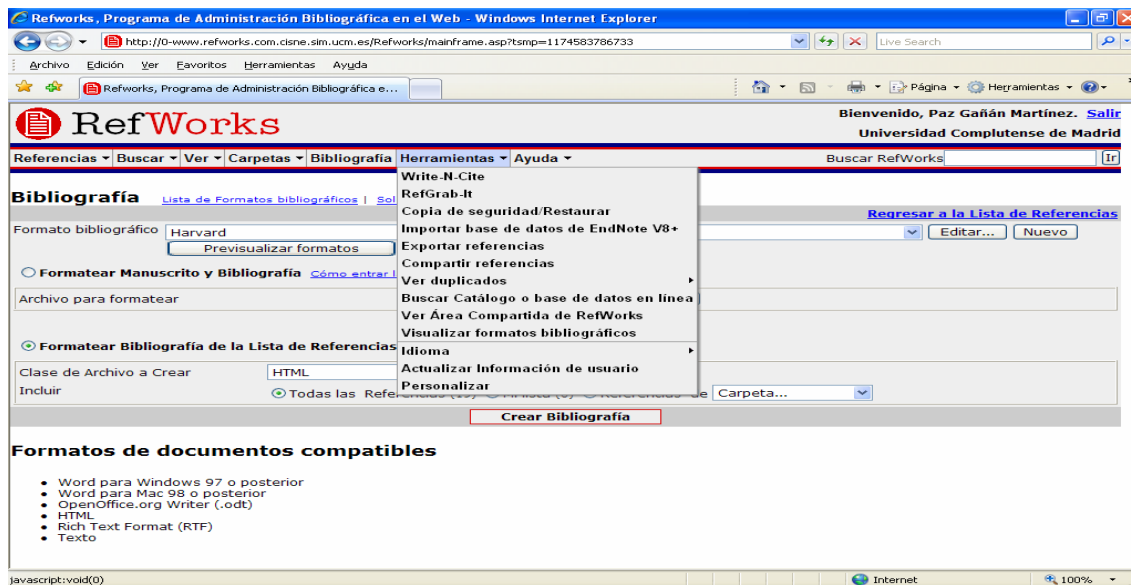 Refworks, Programa de Administración Bibliográfica en el Web - Windows Internet Explorer
http://0-www.refworks.com.cisne.sim.ucm.es/Refworks/mainframe.asp?tsmp=1174583786733
Live Search
Archivo Edición Ver Favoritos Herramientas Ayuda
Refworks, Programa de Administración Bibliográfica e...
Página Herramientas
RefWorks
Bienvenido, Paz Gañán Martínez. Salir
Universidad Complutense de Madrid
Referencias Buscar Ver Carpetas Bibliografía Herramientas Ayuda Buscar RefWorks Ir
Write-N-Cite
RefGrab-It
Copia de seguridad/Restaurar
Importar base de datos de EndNote V8+
Exportar referencias
Compartir referencias
Ver duplicados
Buscar Catálogo o base de datos en línea
Ver Área Compartida de RefWorks
Visualizar formatos bibliográficos
Idioma
Actualizar Información de usuario
Personalizar
Bibliografía Lista de Formatos bibliográficos | Sol
Regresar a la Lista de Referencias
Formato bibliográfico Harvard Editar... Nuevo
Previsualizar formatos
Formatear Manuscrito y Bibliografía Cómo entrar l
Archivo para formatear
Formatear Bibliografía de la Lista de Referencias
Clase de Archivo a Crear HTML
Incluir Todas las Refe de Carpeta...
Crear Bibliografía
Formatos de documentos compatibles
Word para Windows 97 o posterior
Word para Mac 98 o posterior
OpenOffice.org Writer (.odt)
HTML
Rich Text Format (RTF)
Texto
javascript:void(0) Internet 100%